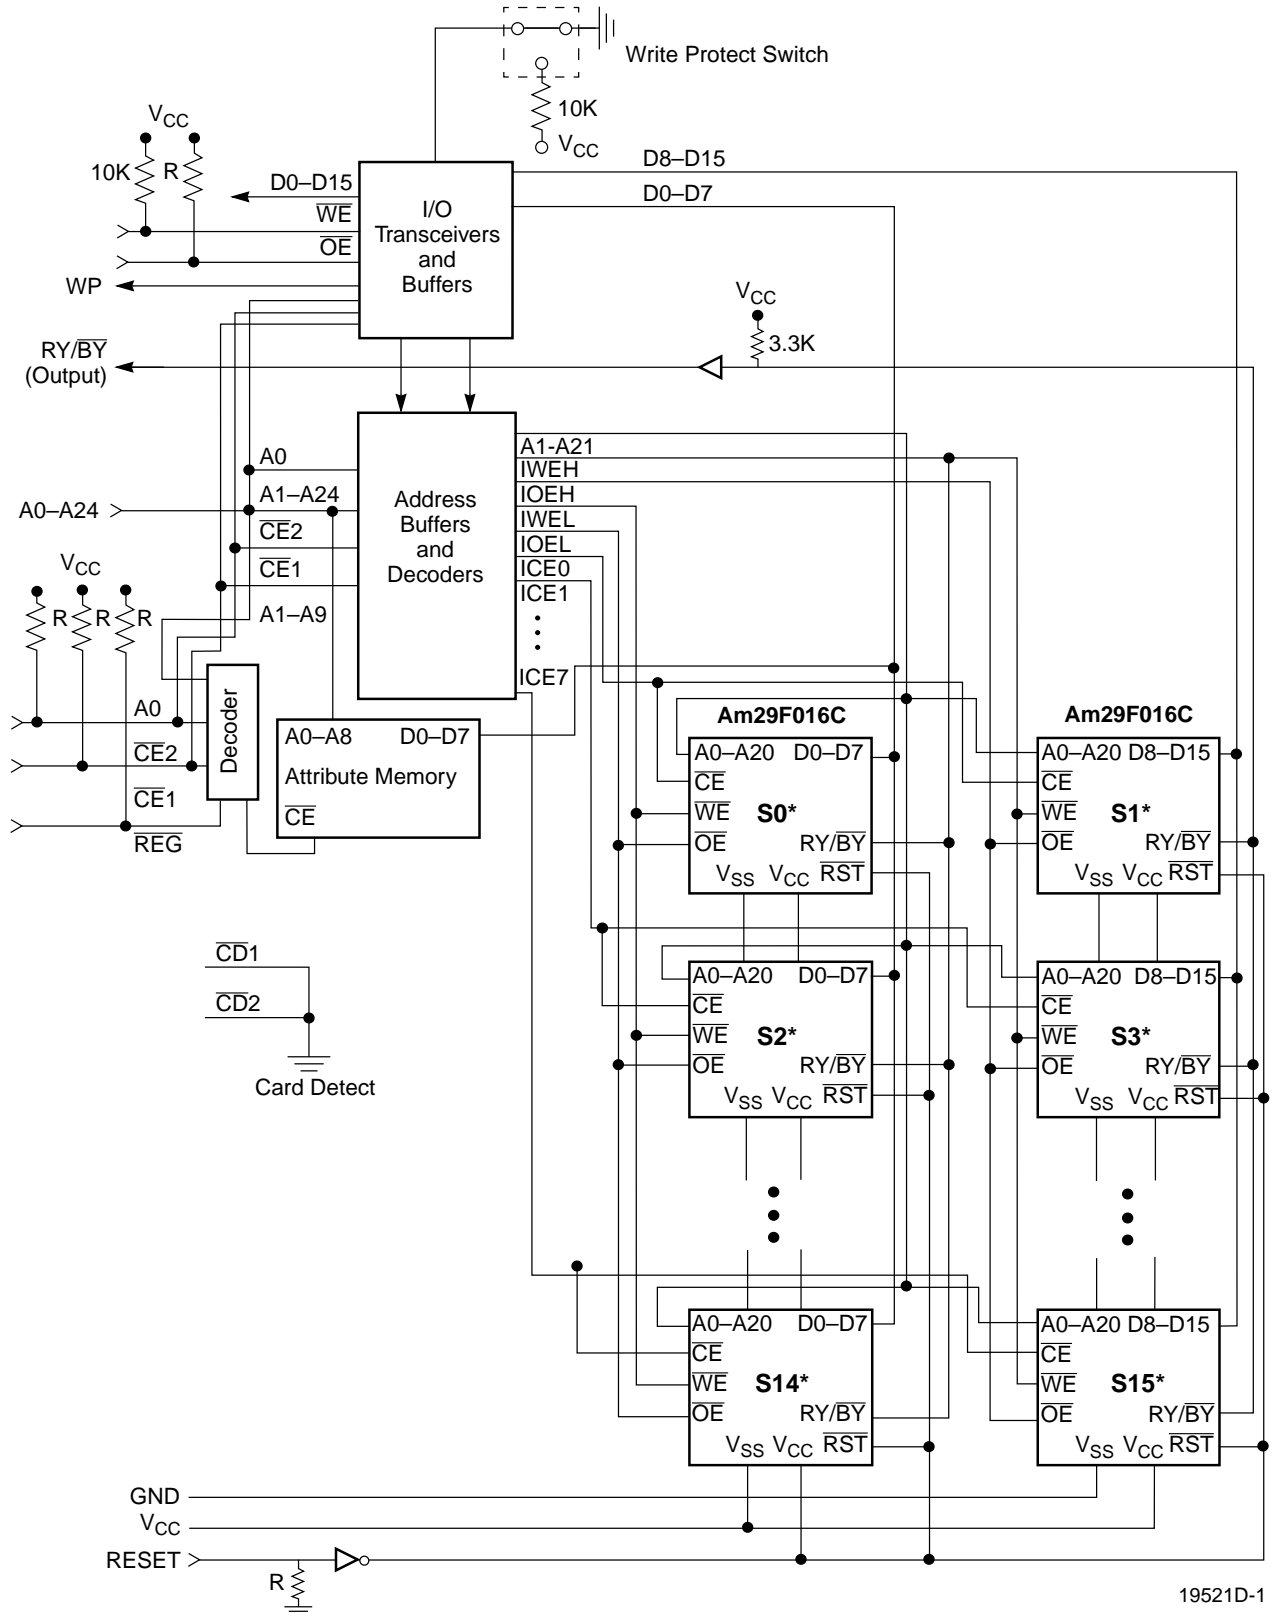 Write Protect Switch
10K
VCC
VCC
10K
R
D0–D15
WE
OE
WP
I/O
Transceivers
and
Buffers
D8–D15
D0–D7
VCC
3.3K
RY/BY
(Output)
A0
A1–A24
A0–A24
CE2
CE1
A1–A9
Address
Buffers
and
Decoders
A1-A21
IWEH
IOEH
IWEL
IOEL
ICE0
ICE1
ICE7
VCC
R
R
R
A0
CE2
CE1
REG
Decoder
A0–A8 D0–D7
Attribute Memory
CE
CD1
CD2
Card Detect
Am29F016C
A0–A20 D0–D7
CE
WE
S0*
OE
RY/BY
VSS VCC RST
Am29F016C
A0–A20 D8–D15
CE
WE
S1*
OE
RY/BY
VSS VCC RST
A0–A20 D0–D7
CE
WE
S2*
OE
RY/BY
VSS VCC RST
A0–A20 D8–D15
CE
WE
S3*
OE
RY/BY
VSS VCC RST
A0–A20 D0–D7
CE
WE
S14*
OE
RY/BY
VSS VCC RST
A0–A20 D8–D15
CE
WE
S15*
OE
RY/BY
VSS VCC RST
GND
VCC
RESET
R
19521D-1